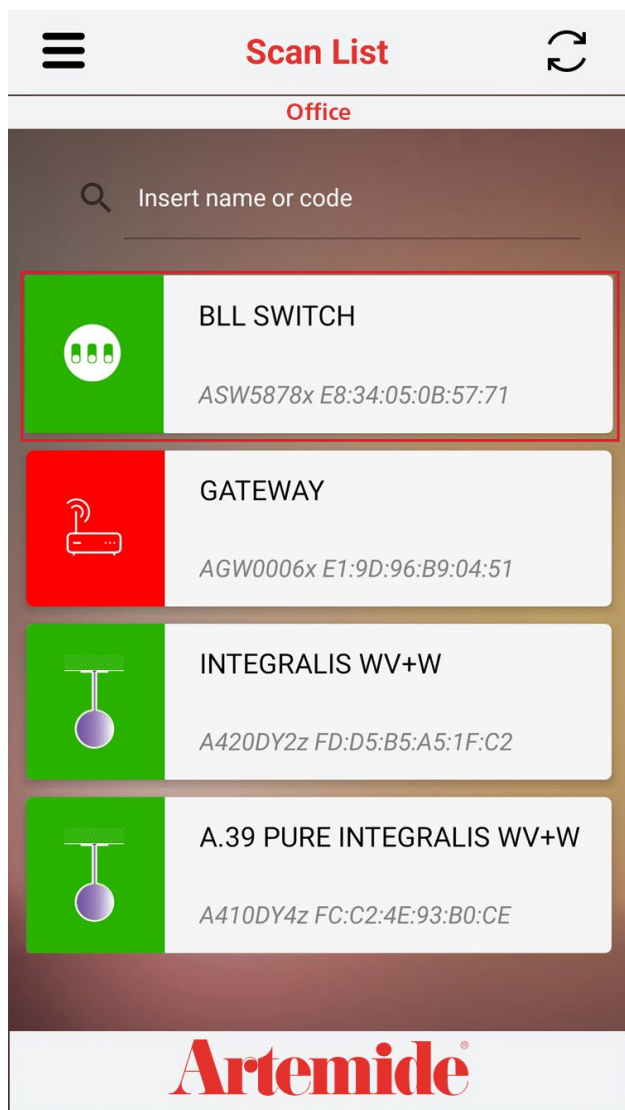 Scan List
Office
Insert name or code
BLL SWITCH
ASW5878x E8:34:05:0B:57:71
GATEWAY
AGW0006x E1:9D:96:B9:04:51
INTEGRALIS WV+W
A420DY2z FD:D5:B5:A5:1F:C2
A.39 PURE INTEGRALIS WV+W
A410DY4z FC:C2:4E:93:B0:CE
Artemide®